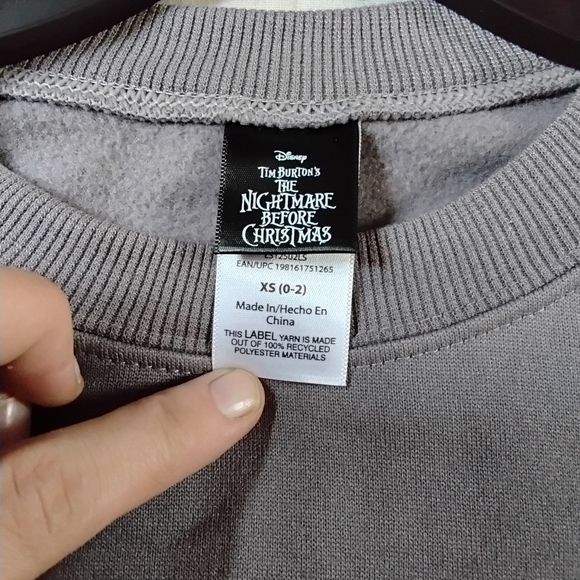 Disney
TIM BURTON'S
THE
NIGHTMARE
BEFORE
CHRISTMAS
EAN/UPC 198161751265
XS (0-2)
Made In/Hecho En
China
THIS LABEL YARN IS MADE
OUT OF 100% RECYCLED
POLYESTER MATERIALS